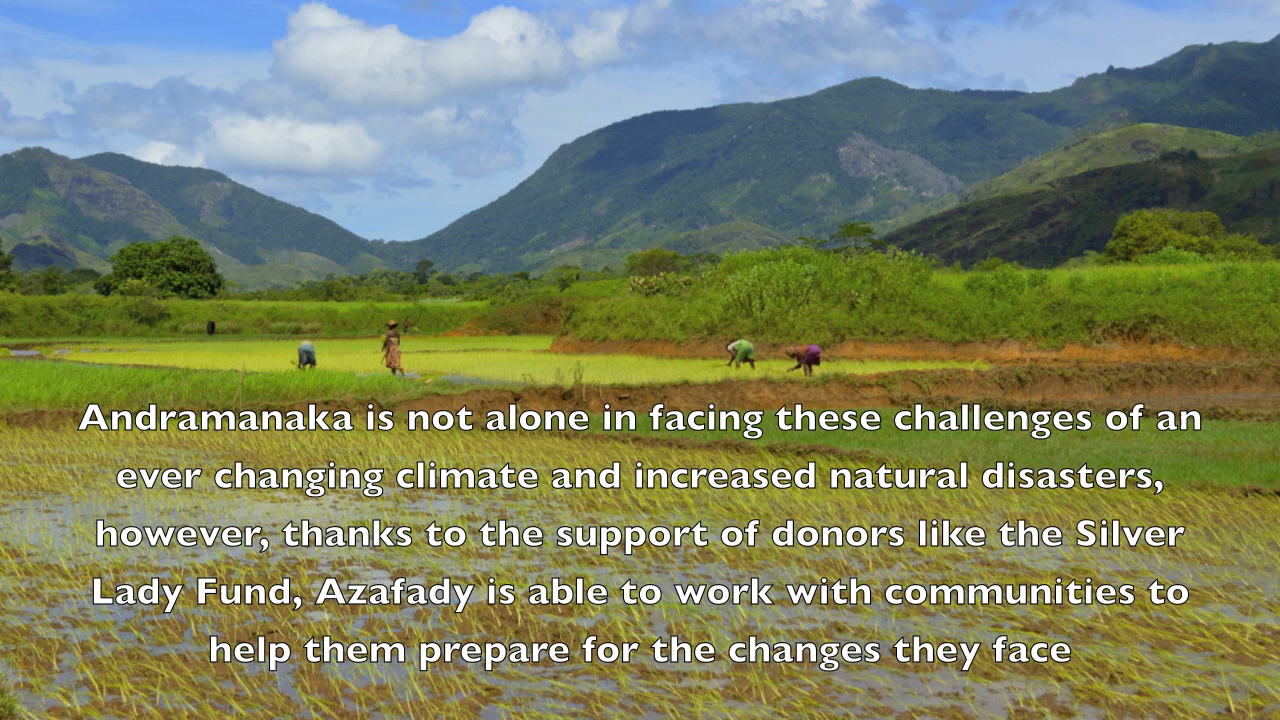 Andramanaka is not alone in facing these challenges of an
ever changing climate and increased natural disasters,
however, thanks to the support of donors like the Silver
Lady Fund, Azafady is able to work with communities to
help them prepare for the changes they face